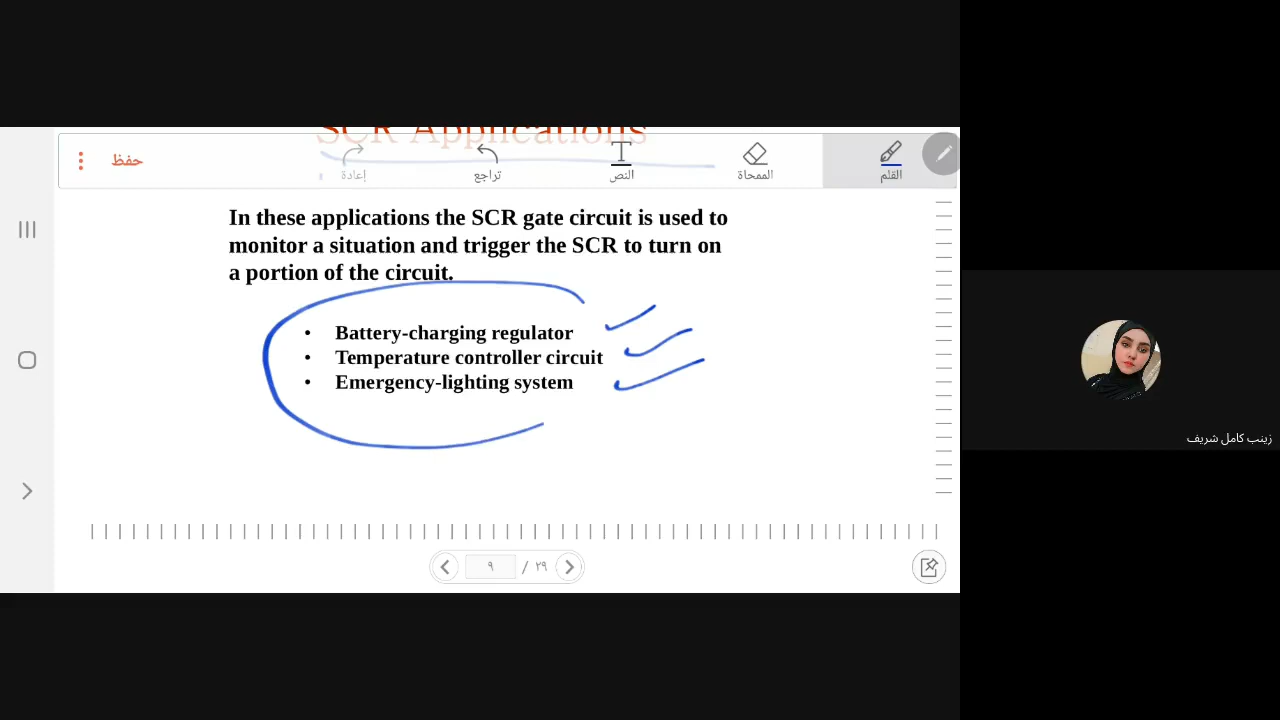 SCR Applications
حفظ
إعادة
تراجع
النص
الممحاة
القلم
In these applications the SCR gate circuit is used to
monitor a situation and trigger the SCR to turn on
a portion of the circuit.
• Battery-charging regulator
• Temperature controller circuit
• Emergency-lighting system
٩ / ٢٩
زينب كامل شريف